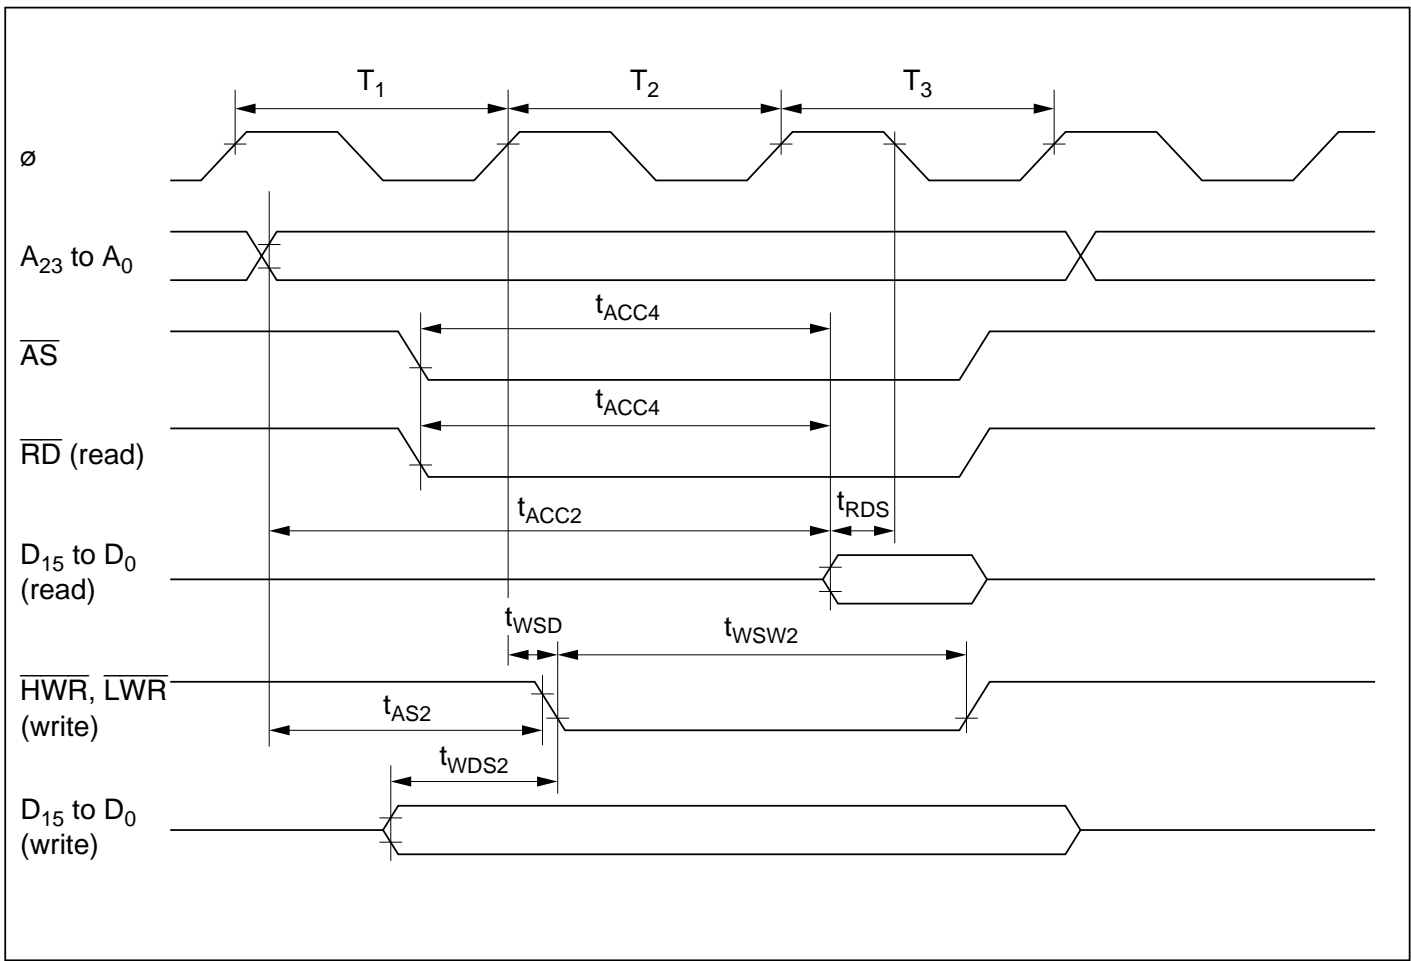 T1 T2 T3
ø
A23 to A0
tACC4
AS
tACC4
RD (read)
tACC2 tRDS
D15 to D0
(read)
tWSD tWSW2
HWR, LWR
(write)
tAS2
tWDS2
D15 to D0
(write)